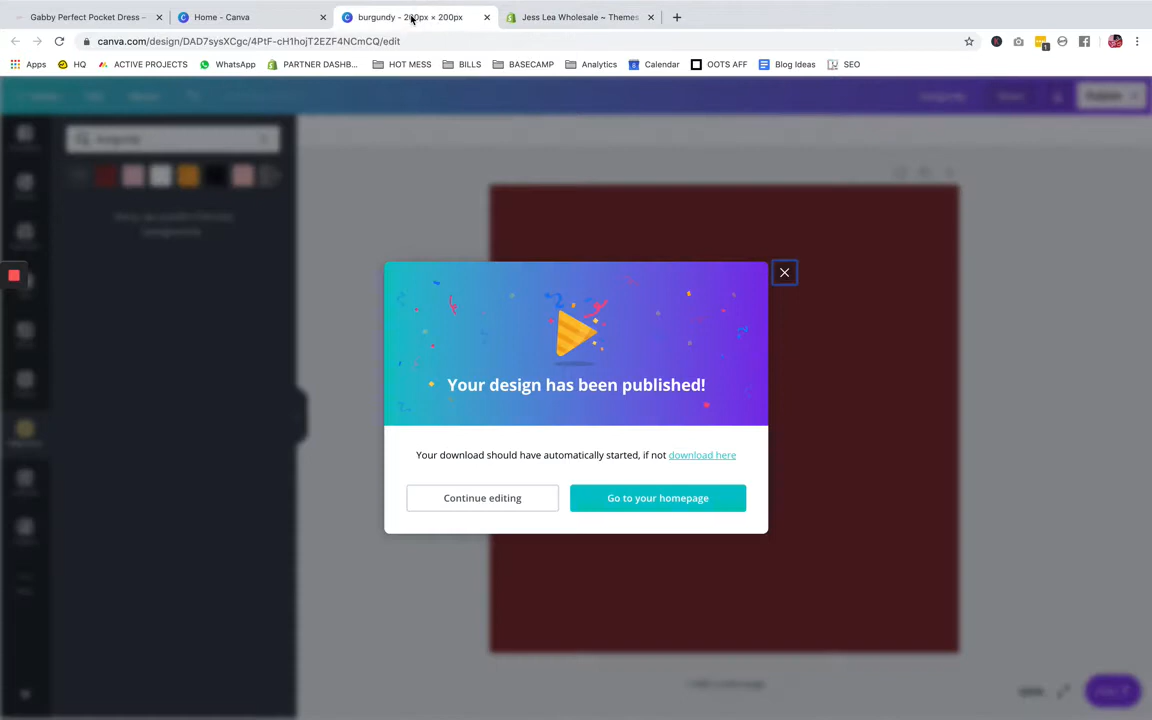 Gabby Perfect Pocket Dress –
Home - Canva
burgundy - 200px × 200px
Jess Lea Wholesale ~ Themes
canva.com/design/DAD7sysXCgc/4PtF-cH1hojT2EZF4NCmCQ/edit
Apps HQ ACTIVE PROJECTS WhatsApp PARTNER DASHB... HOT MESS BILLS BASECAMP Analytics Calendar OOTS AFF Blog Ideas SEO
Your design has been published!
Your download should have automatically started, if not download here
Continue editing
Go to your homepage